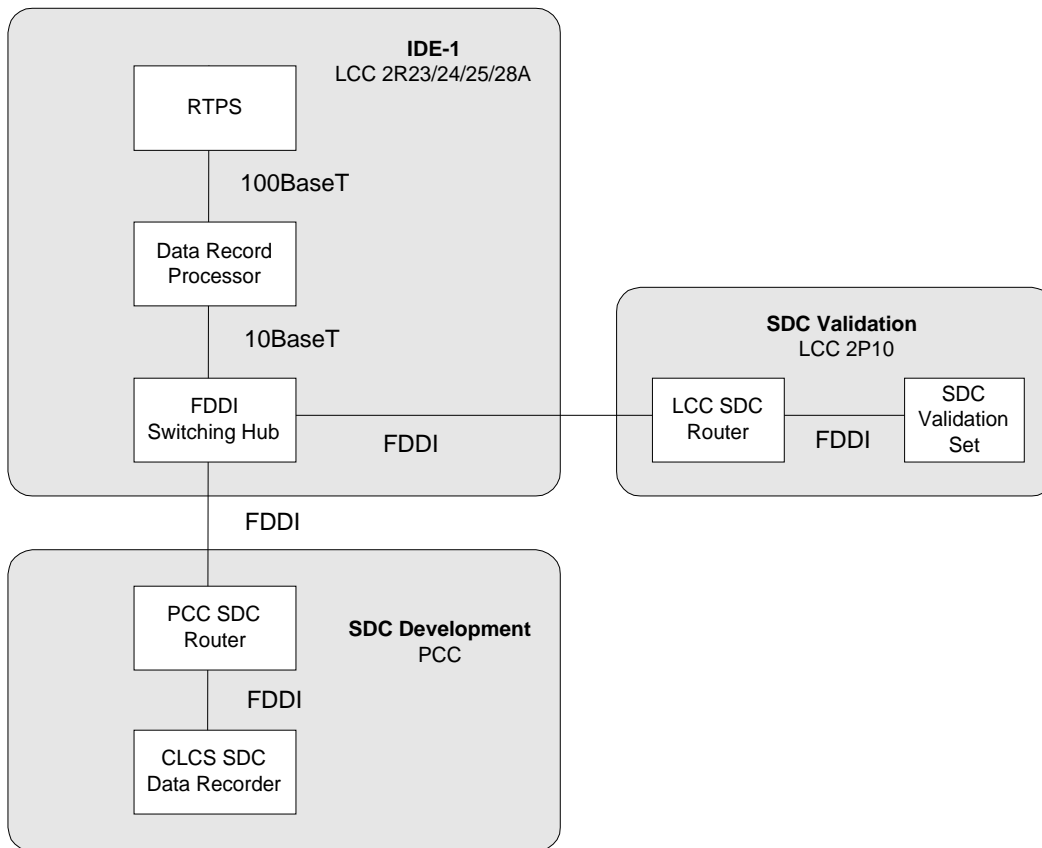 IDE-1
LCC 2R23/24/25/28A
RTPS
100BaseT
Data Record
Processor
10BaseT
FDDI
Switching Hub
FDDI
SDC Validation
LCC 2P10
LCC SDC
Router
FDDI
SDC
Validation
Set
FDDI
PCC SDC
Router
SDC Development
PCC
FDDI
CLCS SDC
Data Recorder